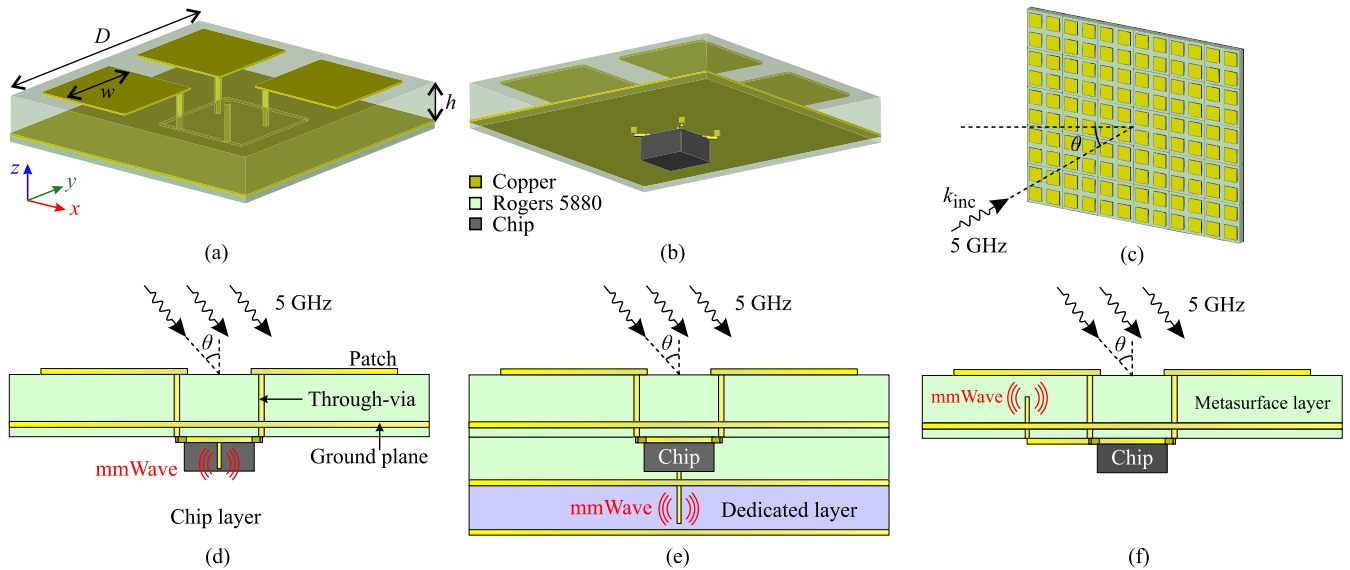 D
w
h
z
y
x
Copper
Rogers 5880
Chip
θ
kinc
5 GHz
(a)
(b)
(c)
5 GHz
θ
Patch
Through-via
Ground plane
mmWave
Chip layer
(d)
5 GHz
θ
Chip
mmWave
Dedicated layer
(e)
5 GHz
θ
mmWave
Metasurface layer
Chip
(f)